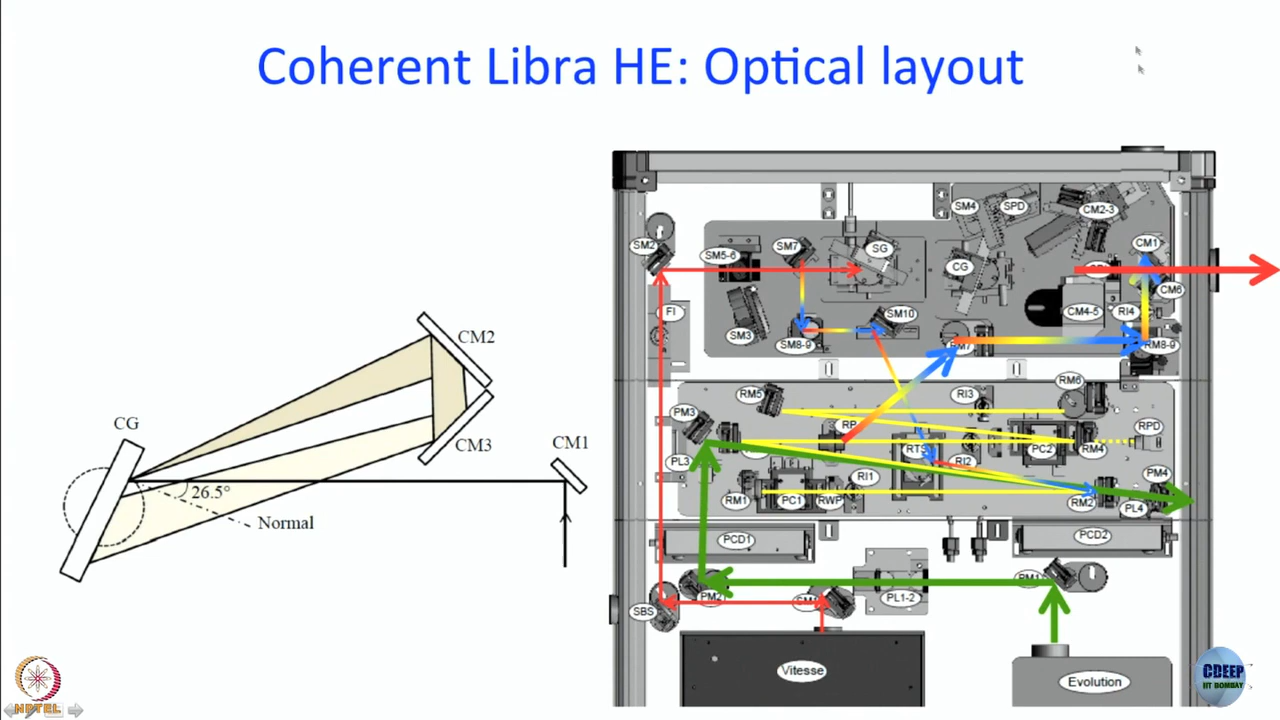 Coherent Libra HE: Optical layout
CM2
CG
CM3
CM1
26.5°
Normal
SM4
SPD
CM2-3
SM2
SM5-6
SM7
SG
CG
CM1
CM6
FI
SM3
SM8-9
SM10
CM4-5
RI4
RM7
RM8-9
RM5
RI3
RM6
PM3
RP
RPD
PL3
RTS
RI2
PC2
RM4
PM4
RM1
PC1
RWP
RI1
RM2
PL4
PCD1
PCD2
PM2
PL1-2
SBS
Vitesse
Evolution
NPTEL
CDEEP
IIT BOMBAY